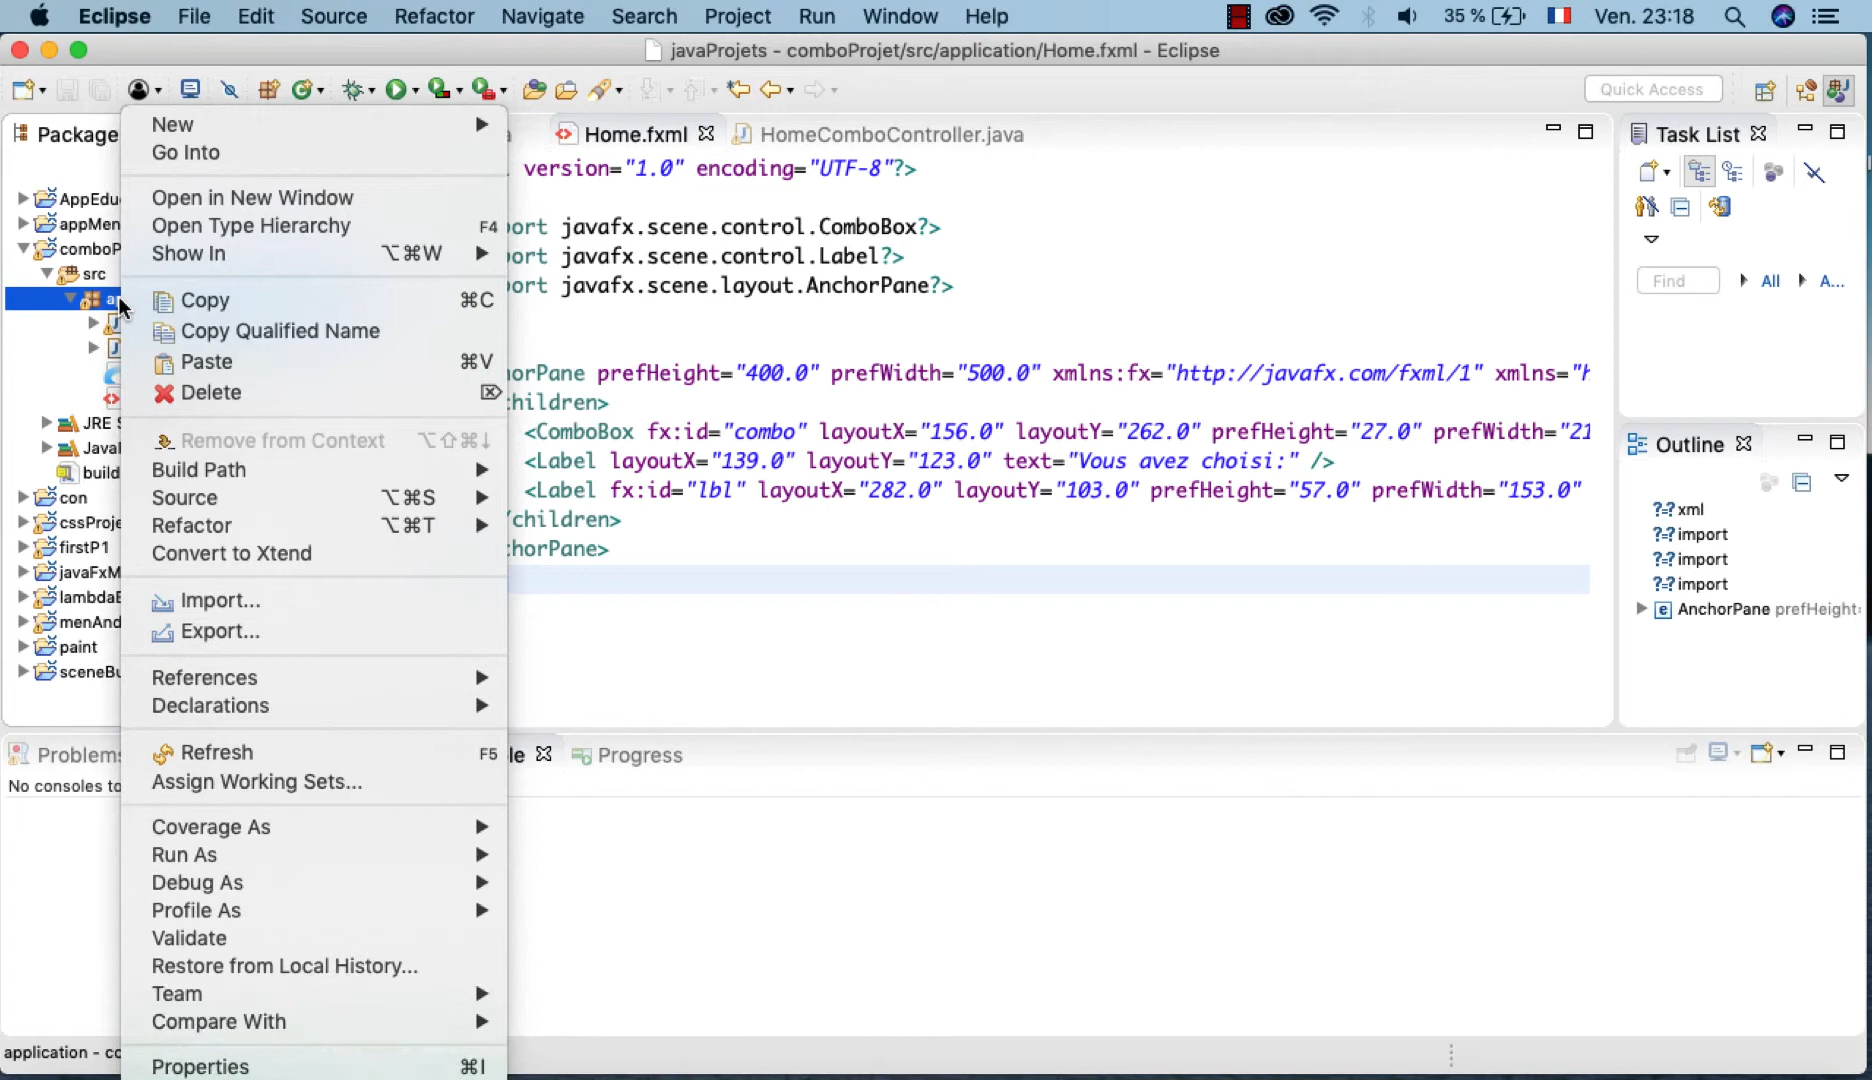 Eclipse File Edit Source Refactor Navigate Search Project Run Window Help 35 % Ven. 23:18
javaProjets - comboProjet/src/application/Home.fxml - Eclipse
Quick Access
Package
New
Go Into
Open in New Window
Open Type Hierarchy F4
Show In ⌥⌘W
Copy ⌘C
Copy Qualified Name
Paste ⌘V
Delete ⌦
Remove from Context ⌥⇧⌘↓
Build Path
Source ⌥⌘S
Refactor ⌥⌘T
Convert to Xtend
Import...
Export...
References
Declarations
Refresh F5
Assign Working Sets...
Coverage As
Run As
Debug As
Profile As
Validate
Restore from Local History...
Team
Compare With
Properties ⌘I
AppEdu
appMen
comboP
src
ap
JRE S
Java
build
con
cssProje
firstP1
javaFxM
lambdaE
menAnd
paint
sceneBu
Home.fxml HomeComboController.java
version="1.0" encoding="UTF-8"?>
ort javafx.scene.control.ComboBox?>
ort javafx.scene.control.Label?>
ort javafx.scene.layout.AnchorPane?>
horPane prefHeight="400.0" prefWidth="500.0" xmlns:fx="http://javafx.com/fxml/1" xmlns="h
children>
<ComboBox fx:id="combo" layoutX="156.0" layoutY="262.0" prefHeight="27.0" prefWidth="21
<Label layoutX="139.0" layoutY="123.0" text="Vous avez choisi:" />
<Label fx:id="lbl" layoutX="282.0" layoutY="103.0" prefHeight="57.0" prefWidth="153.0"
/children>
chorPane>
Task List
Find All A...
Outline
?=? xml
?=? import
?=? import
?=? import
e AnchorPane prefHeight
Problems le Progress
No consoles to
application - co